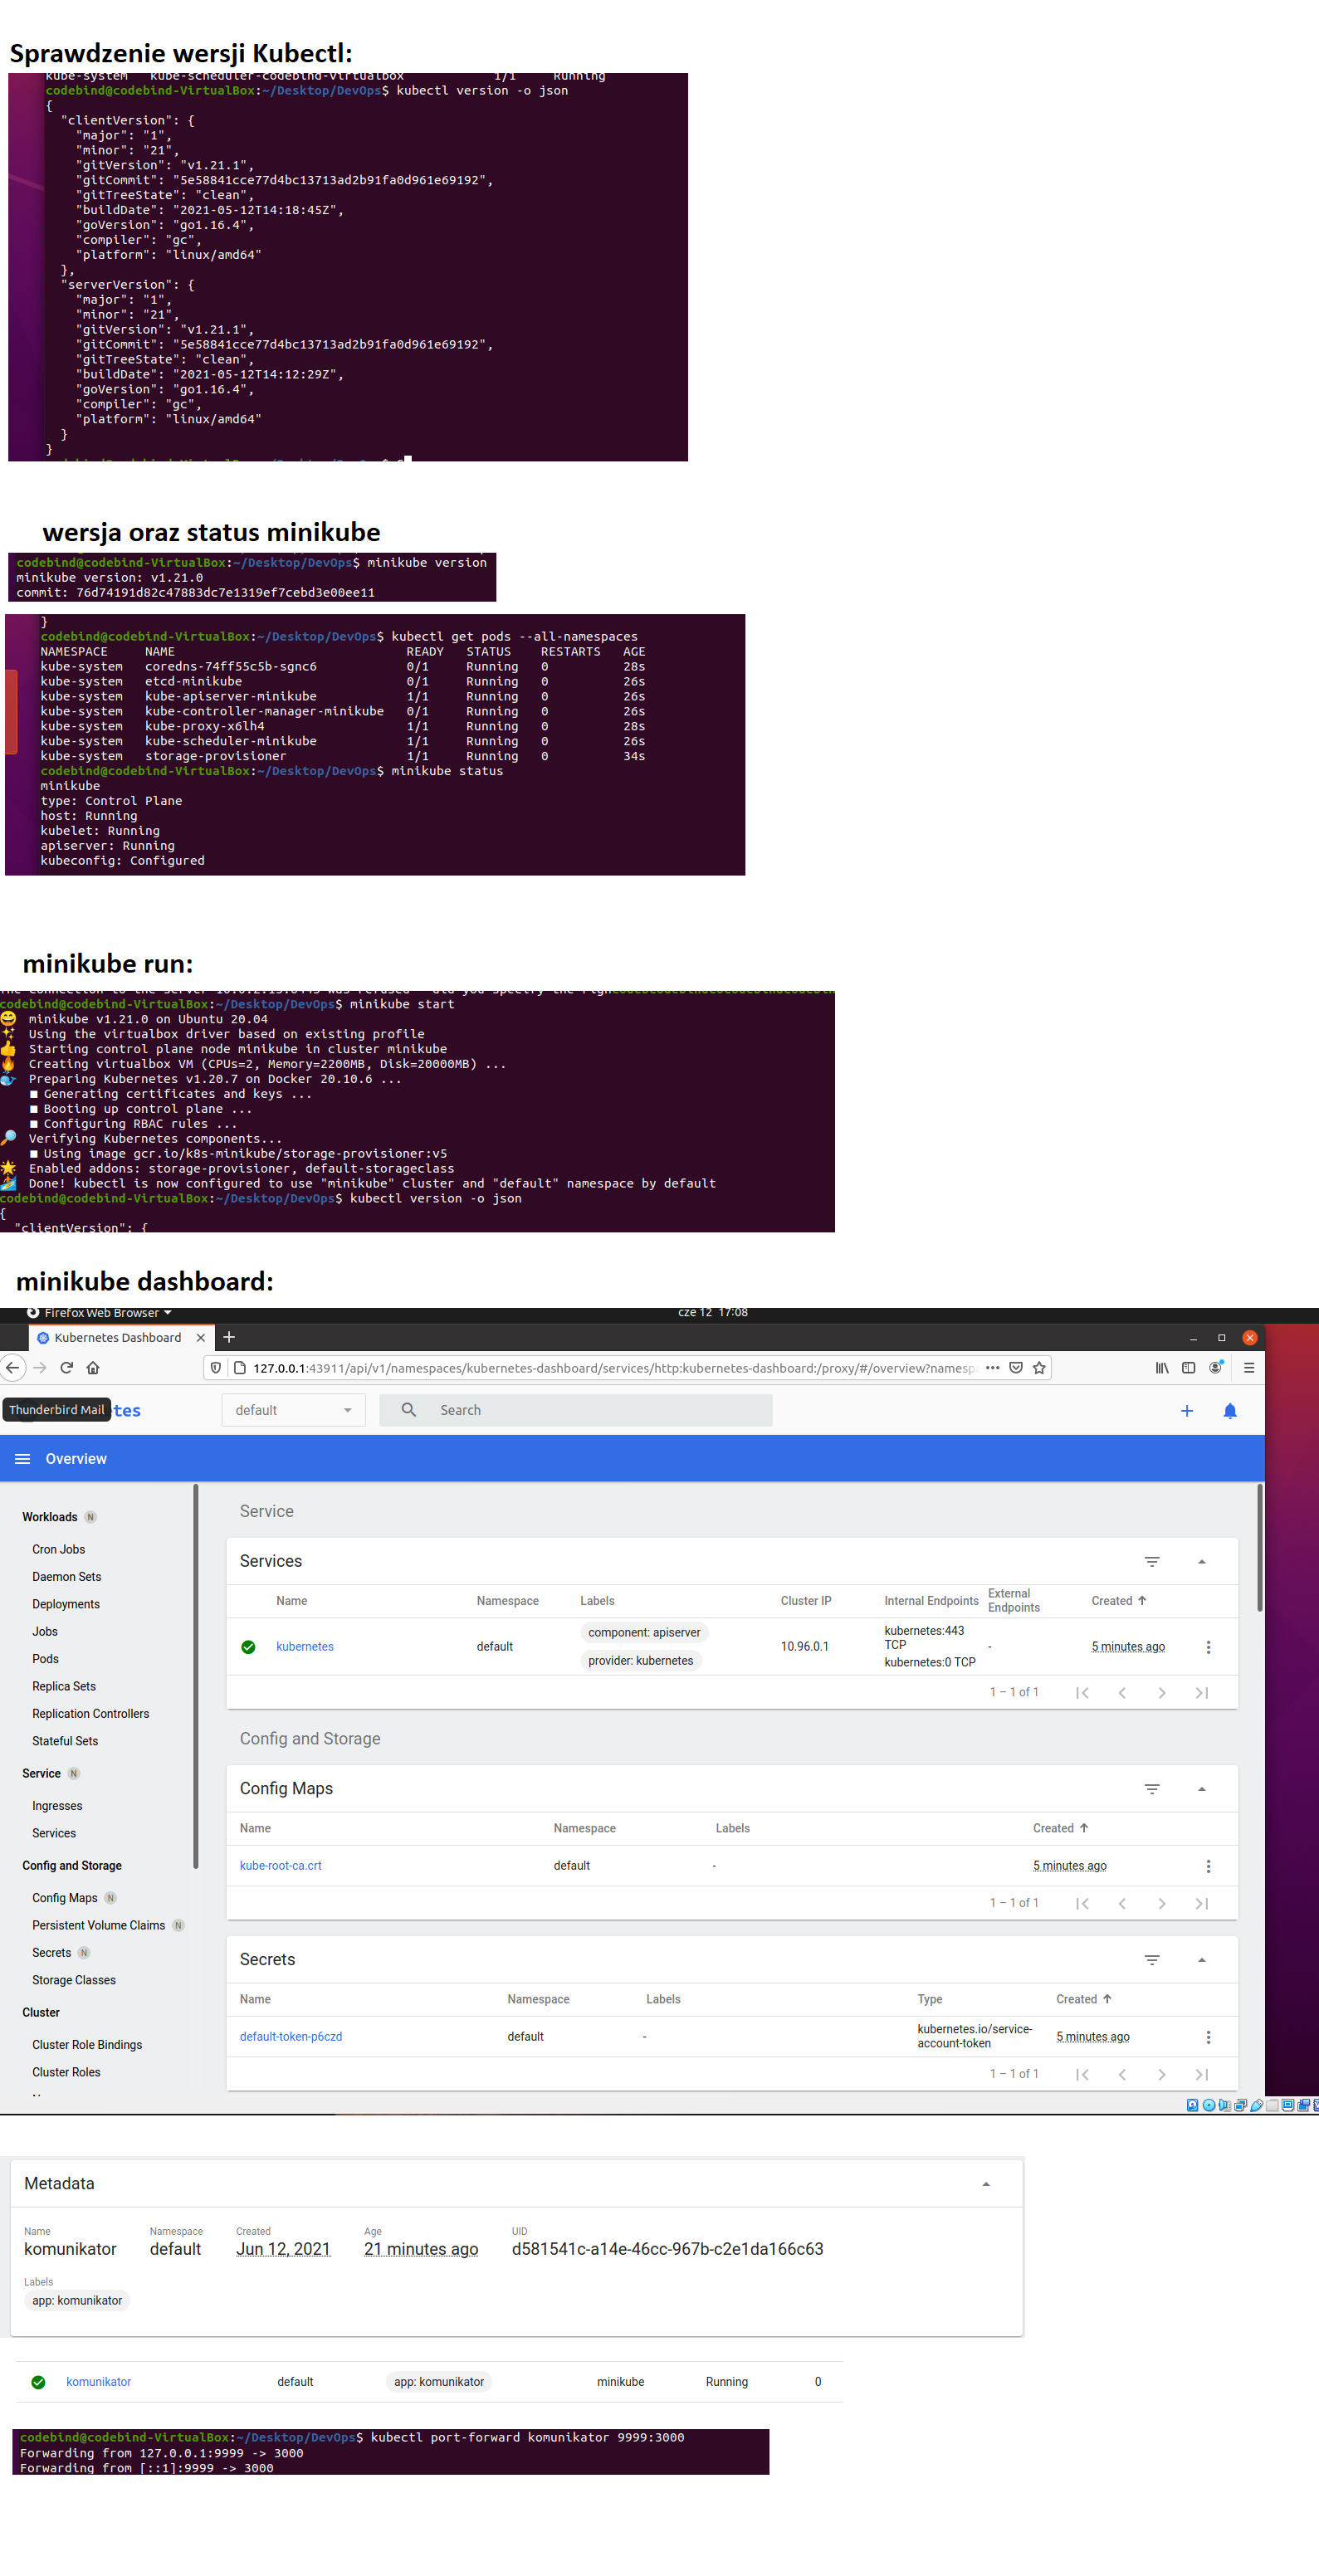 Sprawdzenie wersji Kubectl:
kube-system   kube-scheduler-codebind-virtualbox            1/1     Running
codebind@codebind-VirtualBox:~/Desktop/DevOps$ kubectl version -o json
{
  "clientVersion": {
    "major": "1",
    "minor": "21",
    "gitVersion": "v1.21.1",
    "gitCommit": "5e58841cce77d4bc13713ad2b91fa0d961e69192",
    "gitTreeState": "clean",
    "buildDate": "2021-05-12T14:18:45Z",
    "goVersion": "go1.16.4",
    "compiler": "gc",
    "platform": "linux/amd64"
  },
  "serverVersion": {
    "major": "1",
    "minor": "21",
    "gitVersion": "v1.21.1",
    "gitCommit": "5e58841cce77d4bc13713ad2b91fa0d961e69192",
    "gitTreeState": "clean",
    "buildDate": "2021-05-12T14:12:29Z",
    "goVersion": "go1.16.4",
    "compiler": "gc",
    "platform": "linux/amd64"
  }
}
wersja oraz status minikube
codebind@codebind-VirtualBox:~/Desktop/DevOps$ minikube version
minikube version: v1.21.0
commit: 76d74191d82c47883dc7e1319ef7cebd3e00ee11
}
codebind@codebind-VirtualBox:~/Desktop/DevOps$ kubectl get pods --all-namespaces
NAMESPACE     NAME                               READY   STATUS    RESTARTS   AGE
kube-system   coredns-74ff55c5b-sgnc6            0/1     Running   0          28s
kube-system   etcd-minikube                      0/1     Running   0          26s
kube-system   kube-apiserver-minikube            1/1     Running   0          26s
kube-system   kube-controller-manager-minikube   0/1     Running   0          26s
kube-system   kube-proxy-x6lh4                   1/1     Running   0          28s
kube-system   kube-scheduler-minikube            1/1     Running   0          26s
kube-system   storage-provisioner                1/1     Running   0          34s
codebind@codebind-VirtualBox:~/Desktop/DevOps$ minikube status
minikube
type: Control Plane
host: Running
kubelet: Running
apiserver: Running
kubeconfig: Configured
minikube run:
codebind@codebind-VirtualBox:~/Desktop/DevOps$ minikube start
minikube v1.21.0 on Ubuntu 20.04
Using the virtualbox driver based on existing profile
Starting control plane node minikube in cluster minikube
Creating virtualbox VM (CPUs=2, Memory=2200MB, Disk=20000MB) ...
Preparing Kubernetes v1.20.7 on Docker 20.10.6 ...
■ Generating certificates and keys ...
■ Booting up control plane ...
■ Configuring RBAC rules ...
Verifying Kubernetes components...
■ Using image gcr.io/k8s-minikube/storage-provisioner:v5
Enabled addons: storage-provisioner, default-storageclass
Done! kubectl is now configured to use "minikube" cluster and "default" namespace by default
codebind@codebind-VirtualBox:~/Desktop/DevOps$ kubectl version -o json
{
  "clientVersion": {
minikube dashboard:
Firefox Web Browser cze 12 17:08
Kubernetes Dashboard
127.0.0.1:43911/api/v1/namespaces/kubernetes-dashboard/services/http:kubernetes-dashboard:/proxy/#/overview?namesp
Thunderbird Mail tes default Search
Overview
Workloads N
Cron Jobs
Daemon Sets
Deployments
Jobs
Pods
Replica Sets
Replication Controllers
Stateful Sets
Service N
Ingresses
Services
Config and Storage
Config Maps N
Persistent Volume Claims N
Secrets N
Storage Classes
Cluster
Cluster Role Bindings
Cluster Roles
Service
Services
Name Namespace Labels Cluster IP Internal Endpoints External Endpoints Created
kubernetes default component: apiserver provider: kubernetes 10.96.0.1 kubernetes:443 TCP kubernetes:0 TCP - 5 minutes ago
1 – 1 of 1
Config and Storage
Config Maps
Name Namespace Labels Created
kube-root-ca.crt default - 5 minutes ago
1 – 1 of 1
Secrets
Name Namespace Labels Type Created
default-token-p6czd default - kubernetes.io/service-account-token 5 minutes ago
1 – 1 of 1
Metadata
Name Namespace Created Age UID
komunikator default Jun 12, 2021 21 minutes ago d581541c-a14e-46cc-967b-c2e1da166c63
Labels
app: komunikator
komunikator default app: komunikator minikube Running 0
codebind@codebind-VirtualBox:~/Desktop/DevOps$ kubectl port-forward komunikator 9999:3000
Forwarding from 127.0.0.1:9999 -> 3000
Forwarding from [::1]:9999 -> 3000